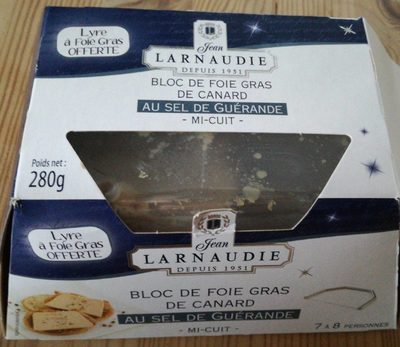 Lyre
à Foie Gras
OFFERTE
Jean
LARNAUDIE
DEPUIS 1951
BLOC DE FOIE GRAS
DE CANARD
AU SEL DE GUÉRANDE
- MI-CUIT -
Poids net :
280g
Lyre
à Foie Gras
OFFERTE
Jean
LARNAUDIE
DEPUIS 1951
BLOC DE FOIE GRAS
DE CANARD
AU SEL DE GUÉRANDE
- MI-CUIT -
7 à 8 PERSONNES